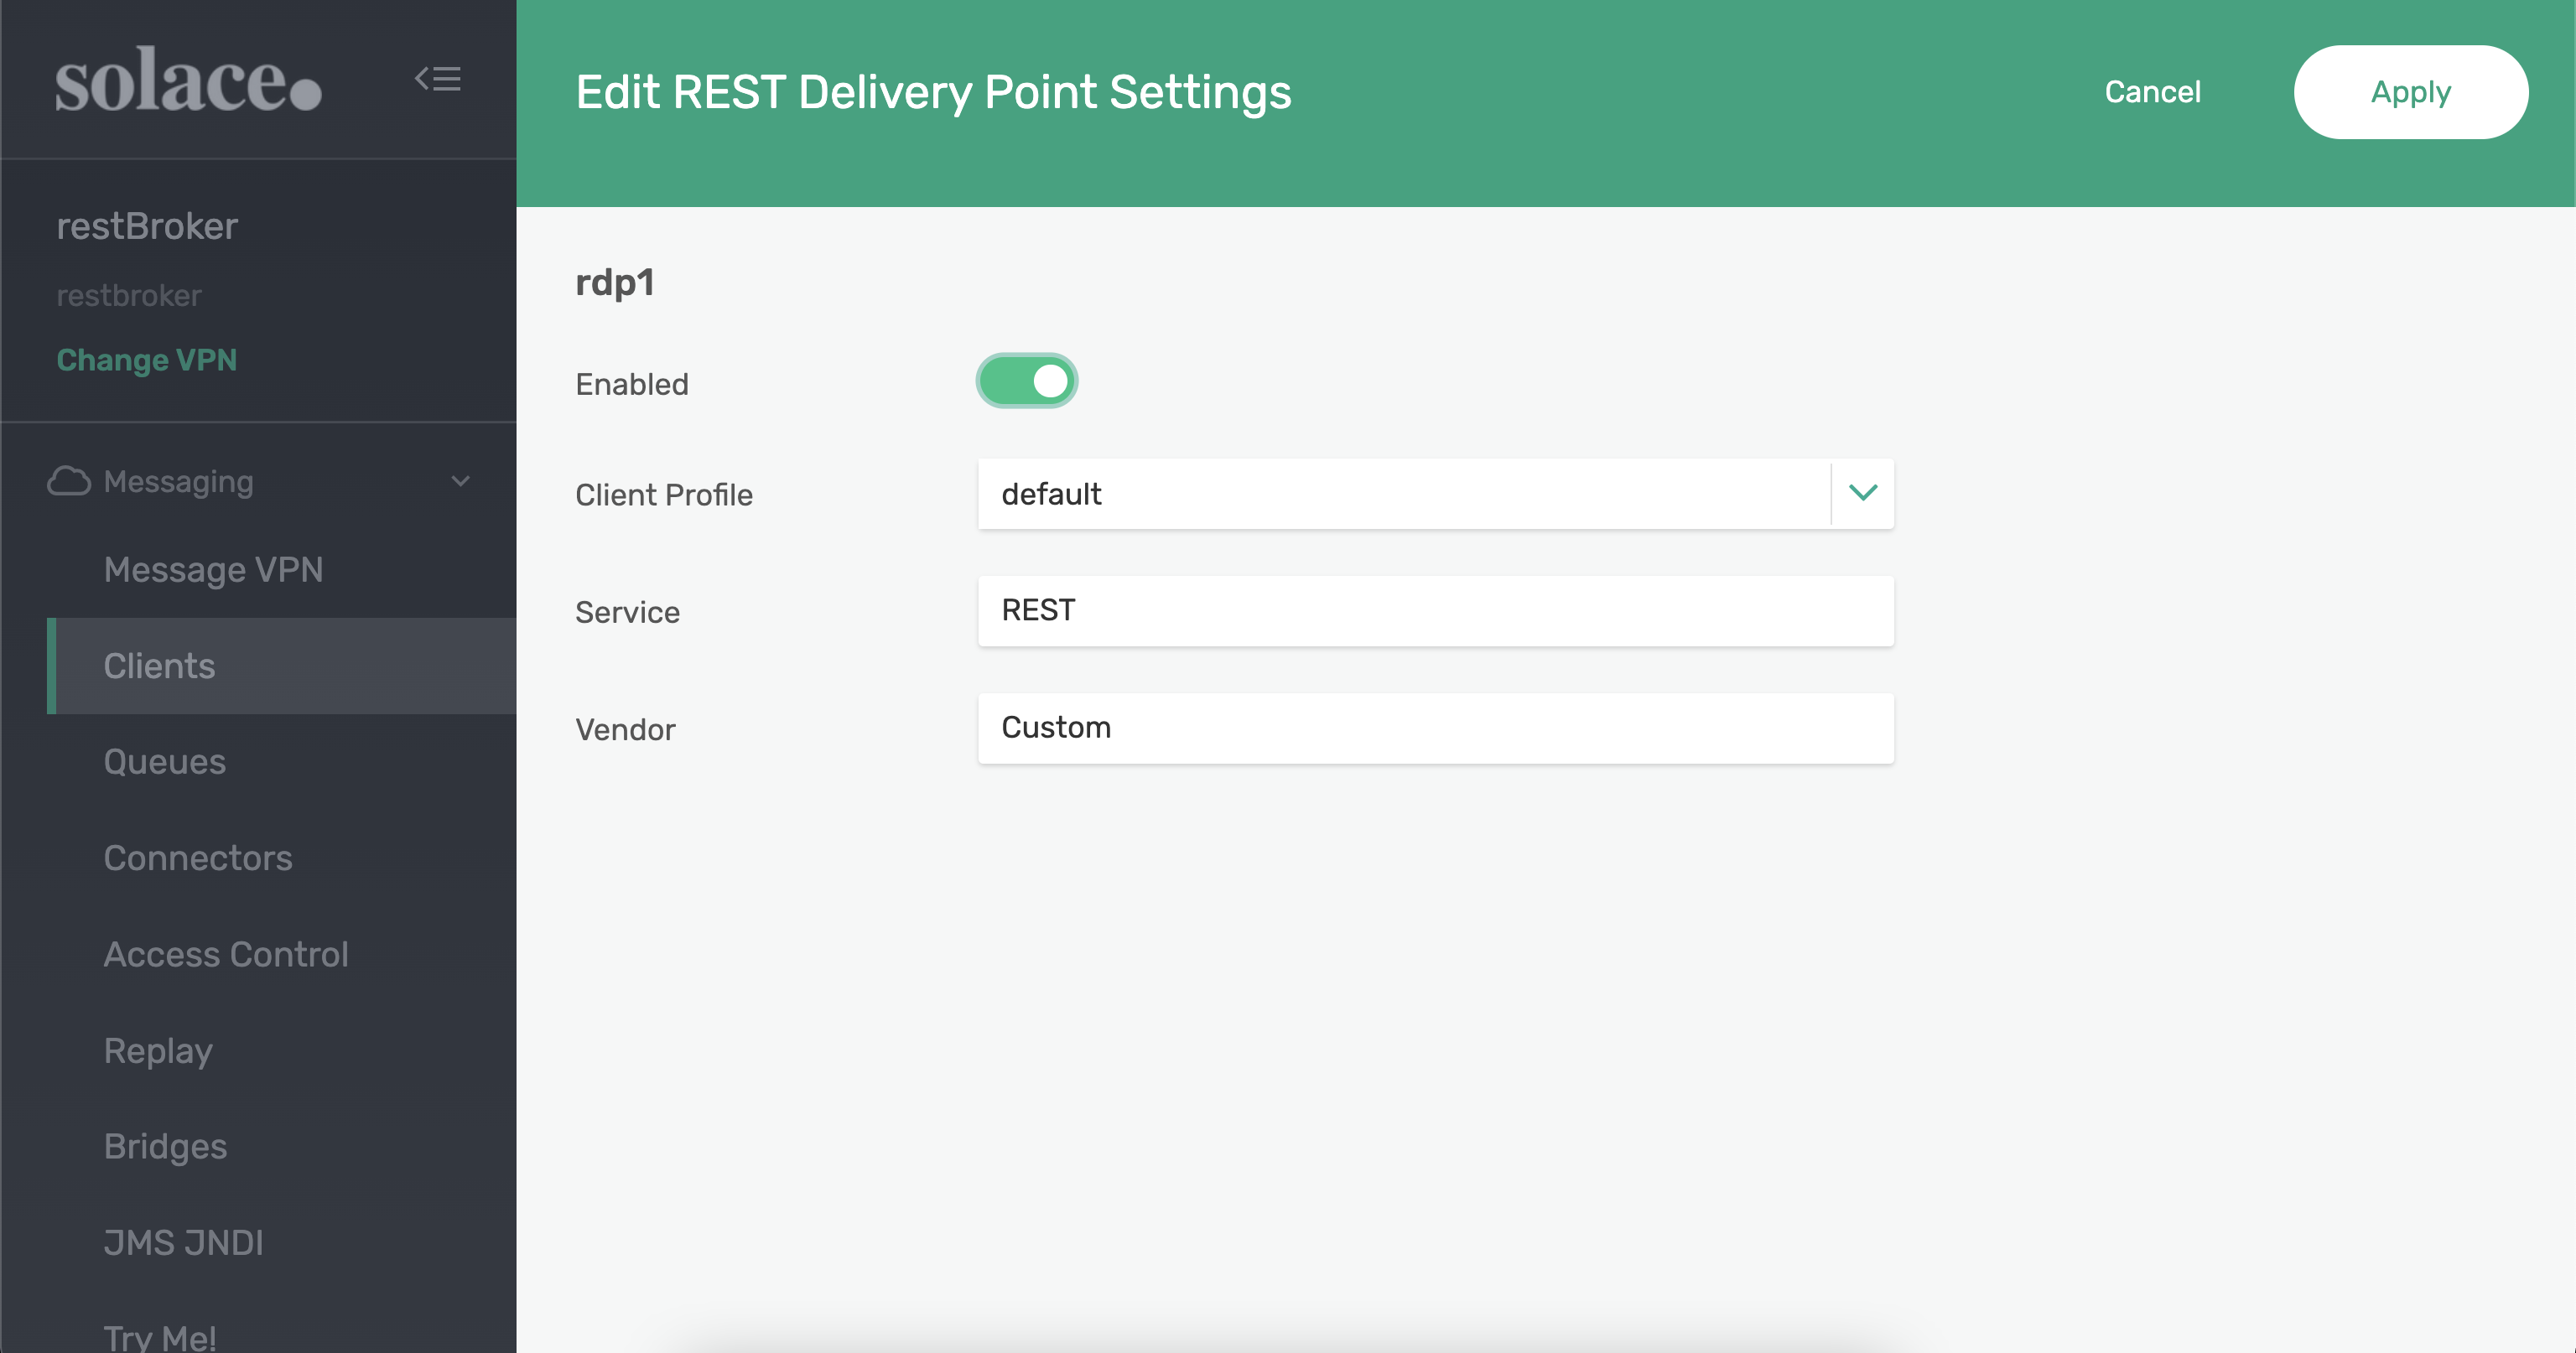 solace
restBroker
restbroker
Change VPN
Messaging
Message VPN
Clients
Queues
Connectors
Access Control
Replay
Bridges
JMS JNDI
Try Me!
Edit REST Delivery Point Settings
Cancel
Apply
rdp1
Enabled
Client Profile
default
Service
REST
Vendor
Custom